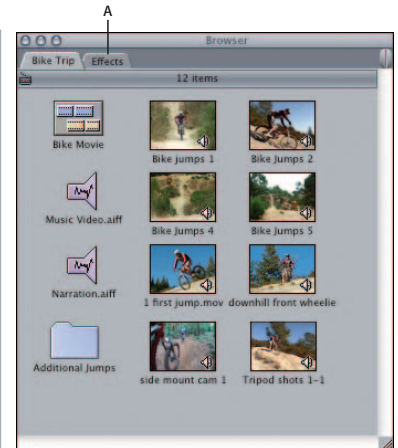 A
Browser
Bike Trip Effects
12 items
Bike Movie
Bike jumps 1
Bike Jumps 2
Music Video.aiff
Bike Jumps 4
Bike Jumps 5
Narration.aiff
1 first jump.mov
downhill front wheelie
Additional Jumps
side mount cam 1
Tripod shots 1-1